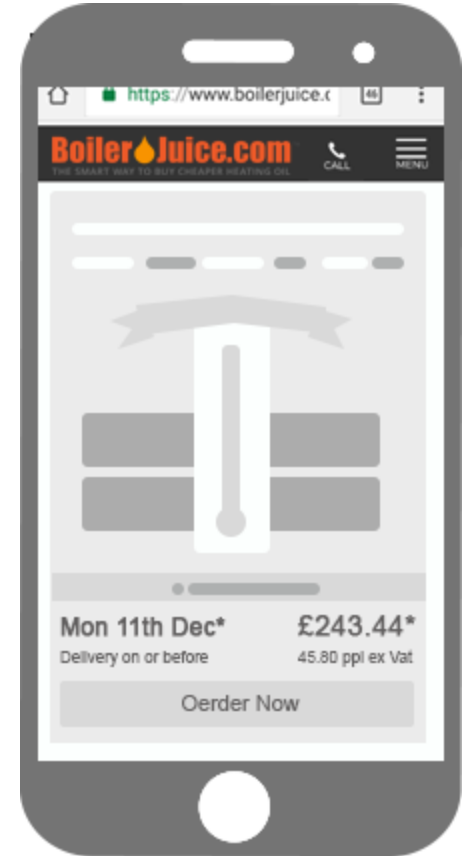 https://www.boilerjuice.c 46
BoilerJuice.com
THE SMART WAY TO BUY CHEAPER HEATING OIL
CALL
MENU
Mon 11th Dec* £243.44*
Delivery on or before 45.80 ppl ex Vat
Oerder Now